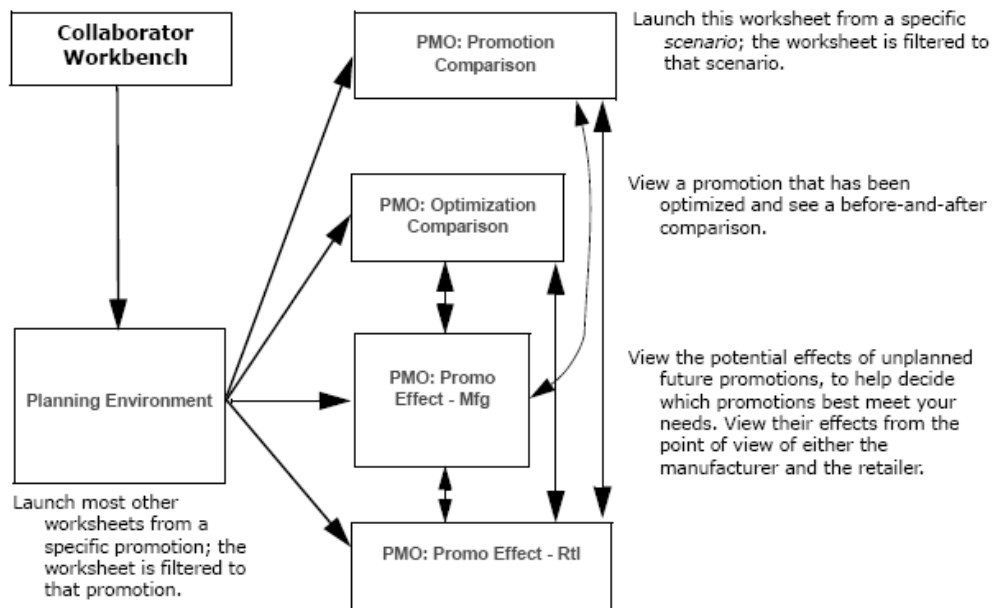 Collaborator
Workbench
PMO: Promotion
Comparison
Launch this worksheet from a specific
scenario; the worksheet is filtered to
that scenario.
PMO: Optimization
Comparison
View a promotion that has been
optimized and see a before-and-after
comparison.
Planning Environment
PMO: Promo
Effect - Mfg
View the potential effects of unplanned
future promotions, to help decide
which promotions best meet your
needs. View their effects from the
point of view of either the
manufacturer and the retailer.
Launch most other
worksheets from a
specific promotion; the
worksheet is filtered to
that promotion.
PMO: Promo Effect - Rtl